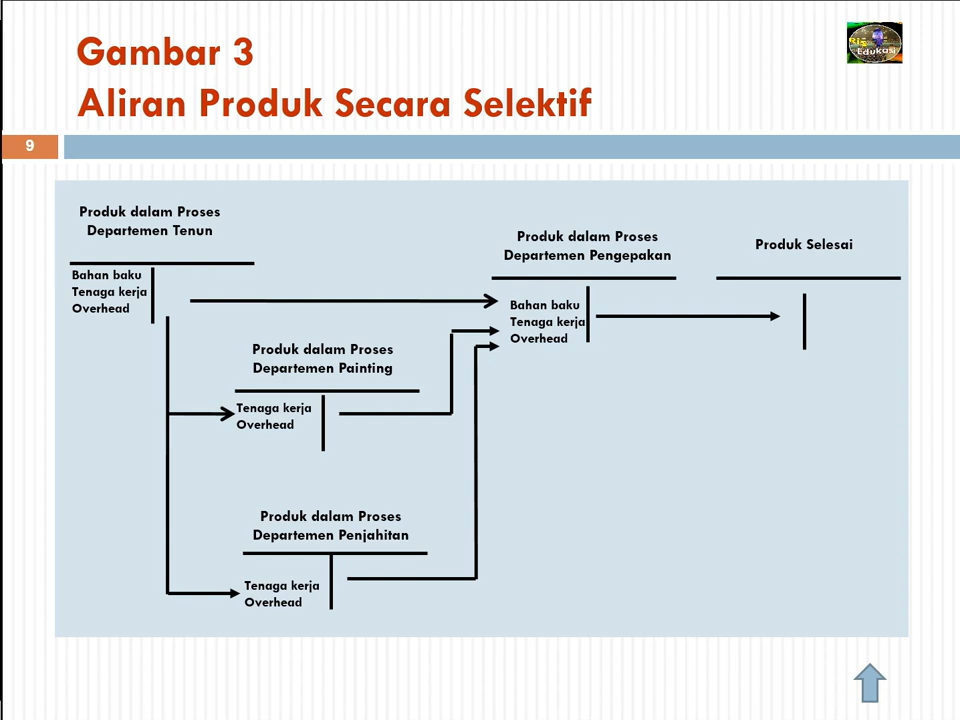 Gambar 3
Aliran Produk Secara Selektif
Edukasi
9
Produk dalam Proses
Departemen Tenun
Bahan baku
Tenaga kerja
Overhead
Produk dalam Proses
Departemen Painting
Tenaga kerja
Overhead
Produk dalam Proses
Departemen Penjahitan
Tenaga kerja
Overhead
Produk dalam Proses
Departemen Pengepakan
Bahan baku
Tenaga kerja
Overhead
Produk Selesai